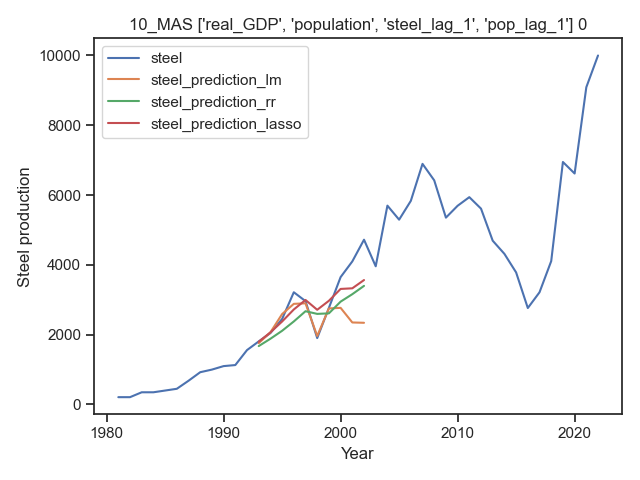 10_MAS ['real_GDP', 'population', 'steel_lag_1', 'pop_lag_1'] 0
steel
steel_prediction_lm
steel_prediction_rr
steel_prediction_lasso
Steel production
10000
8000
6000
4000
2000
0
1980 1990 2000 2010 2020
Year